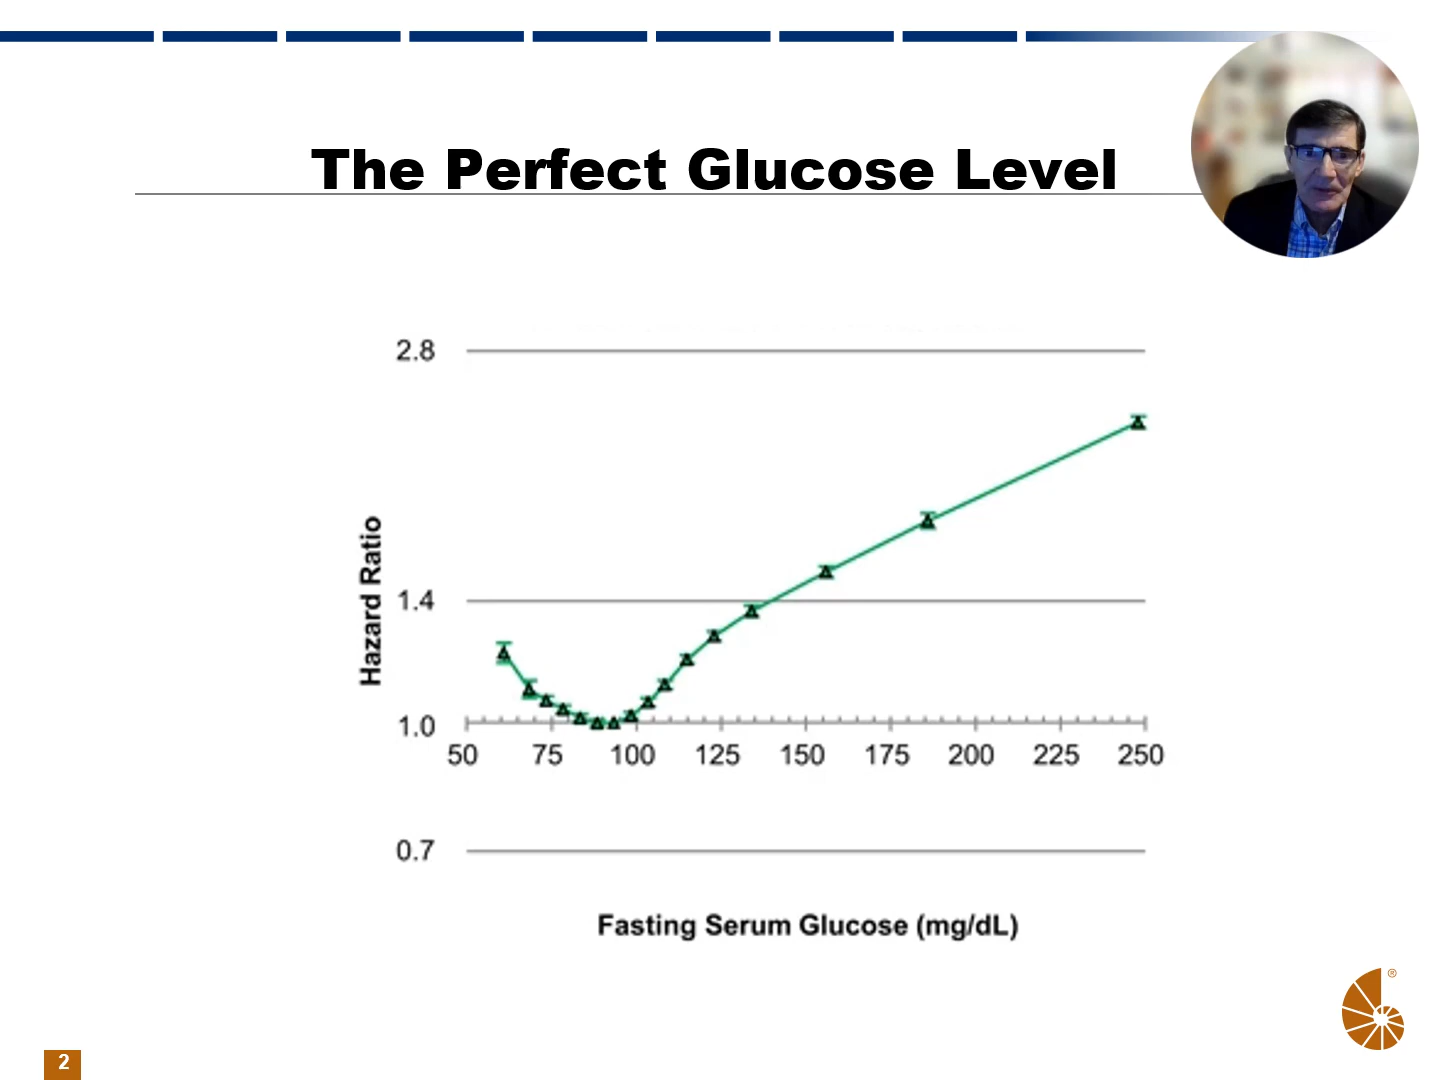 The Perfect Glucose Level
2.8
1.4
1.0
0.7
Hazard Ratio
50 75 100 125 150 175 200 225 250
Fasting Serum Glucose (mg/dL)
®
2